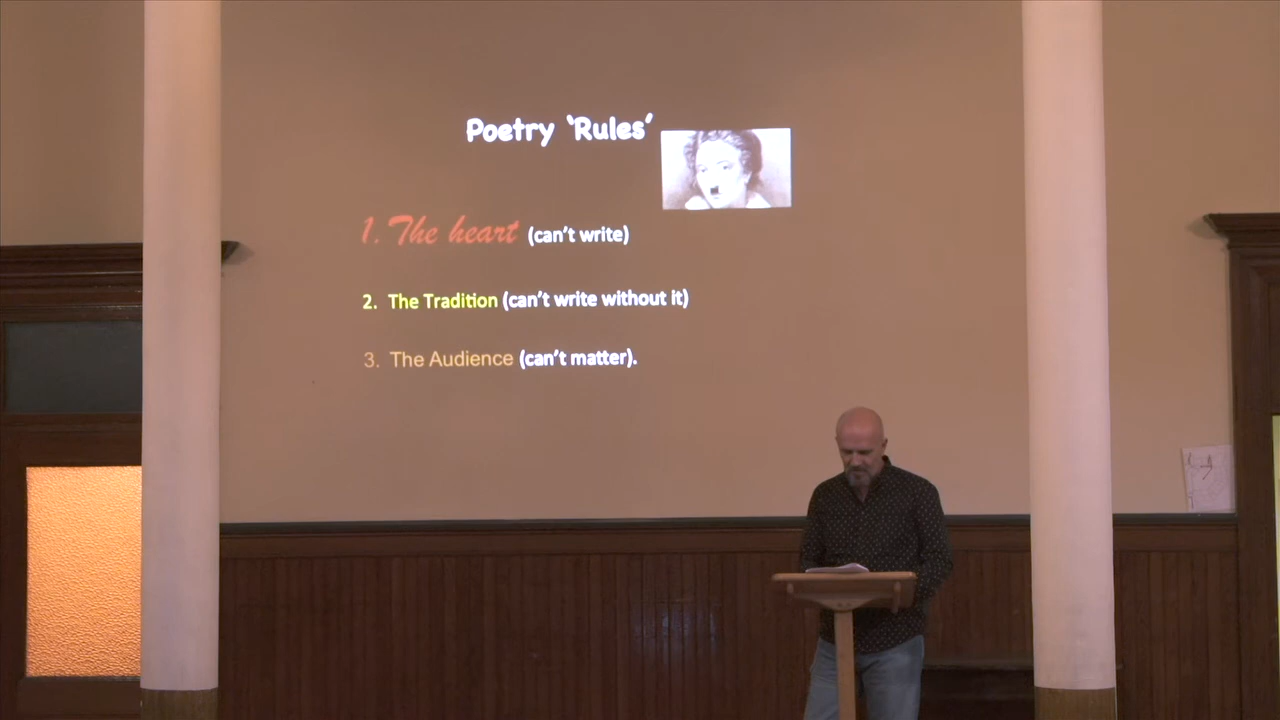 Poetry ‘Rules’
1. The heart (can’t write)
2. The Tradition (can’t write without it)
3. The Audience (can’t matter).